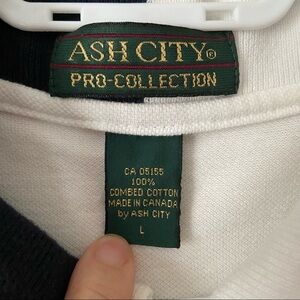 ASH CITY®
PRO-COLLECTION
CA 05155
100%
COMBED COTTON
MADE IN CANADA
by ASH CITY
L